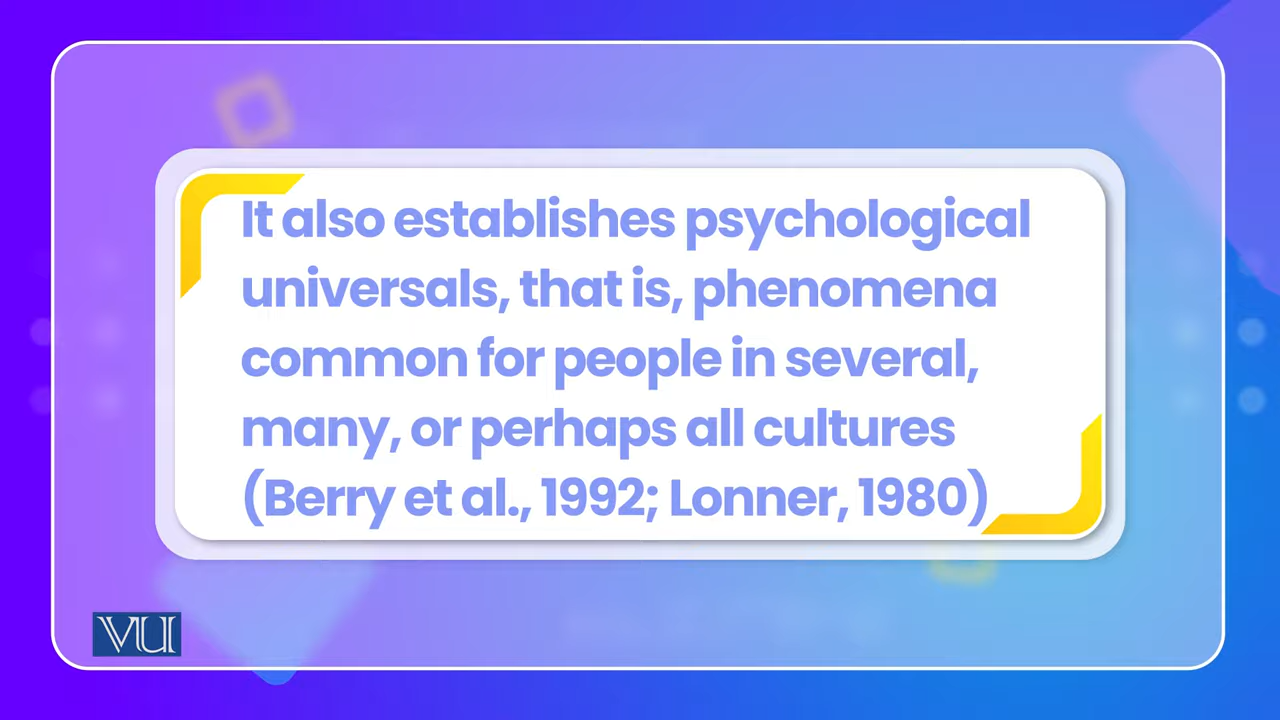 It also establishes psychological
universals, that is, phenomena
common for people in several,
many, or perhaps all cultures
(Berry et al., 1992; Lonner, 1980)
VU